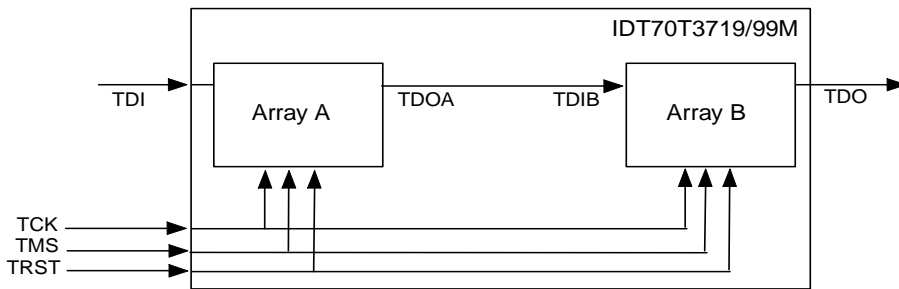 IDT70T3719/99M
TDI
Array A
TDOA
TDIB
Array B
TDO
TCK
TMS
TRST